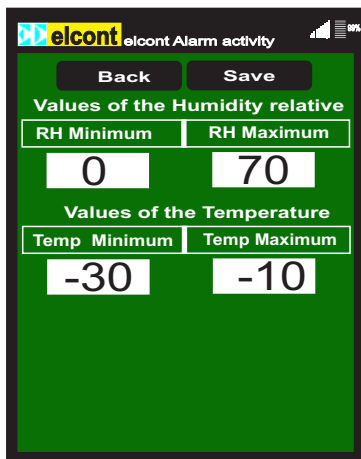 elcont elcont Alarm activity 99%
Back Save
Values of the Humidity relative
RH Minimum RH Maximum
0 70
Values of the Temperature
Temp Minimum Temp Maximum
-30 -10